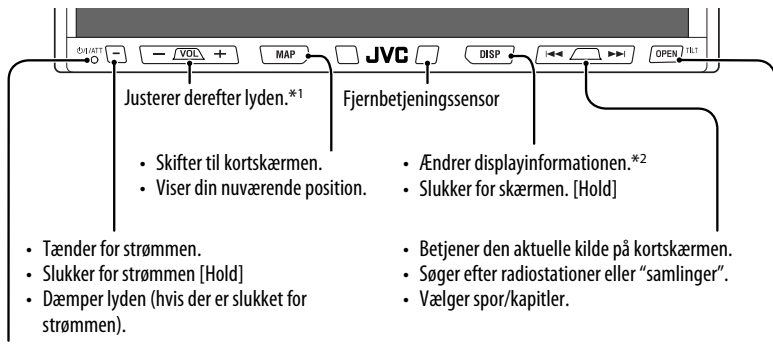 ⏻/I/ATT − − VOL + MAP JVC DISP ⏮ ⏭ OPEN TILT
Justerer derefter lyden.*1
Fjernbetjeningssensor
• Skifter til kortskærmen.
• Viser din nuværende position.
• Ændrer displayinformationen.*2
• Slukker for skærmen. [Hold]
• Tænder for strømmen.
• Slukker for strømmen [Hold]
• Dæmper lyden (hvis der er slukket for
strømmen).
• Betjener den aktuelle kilde på kortskærmen.
• Søger efter radiostationer eller “samlinger”.
• Vælger spor/kapitler.